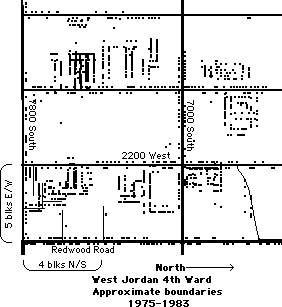 7800 South
7000 South
2200 West
5 blks E/W
Redwood Road
4 blks N/S
North
West Jordan 4th Ward
Approximate boundaries
1975-1983